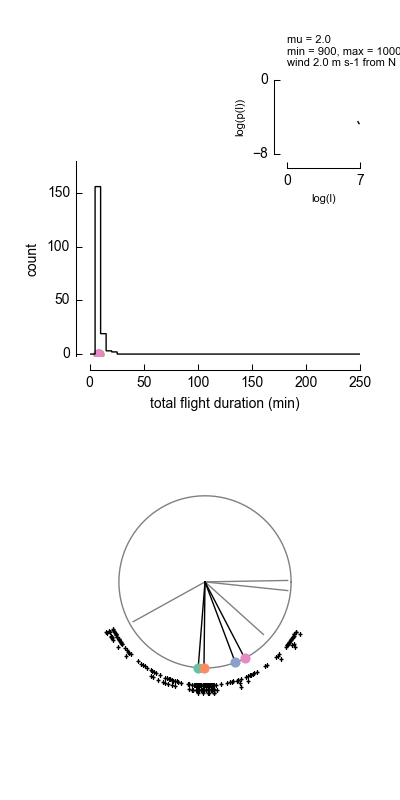 mu = 2.0
min = 900, max = 1000
wind 2.0 m s-1 from N
0
log(p(l))
−8
0
7
log(l)
150
100
50
0
count
0
50
100
150
200
250
total flight duration (min)